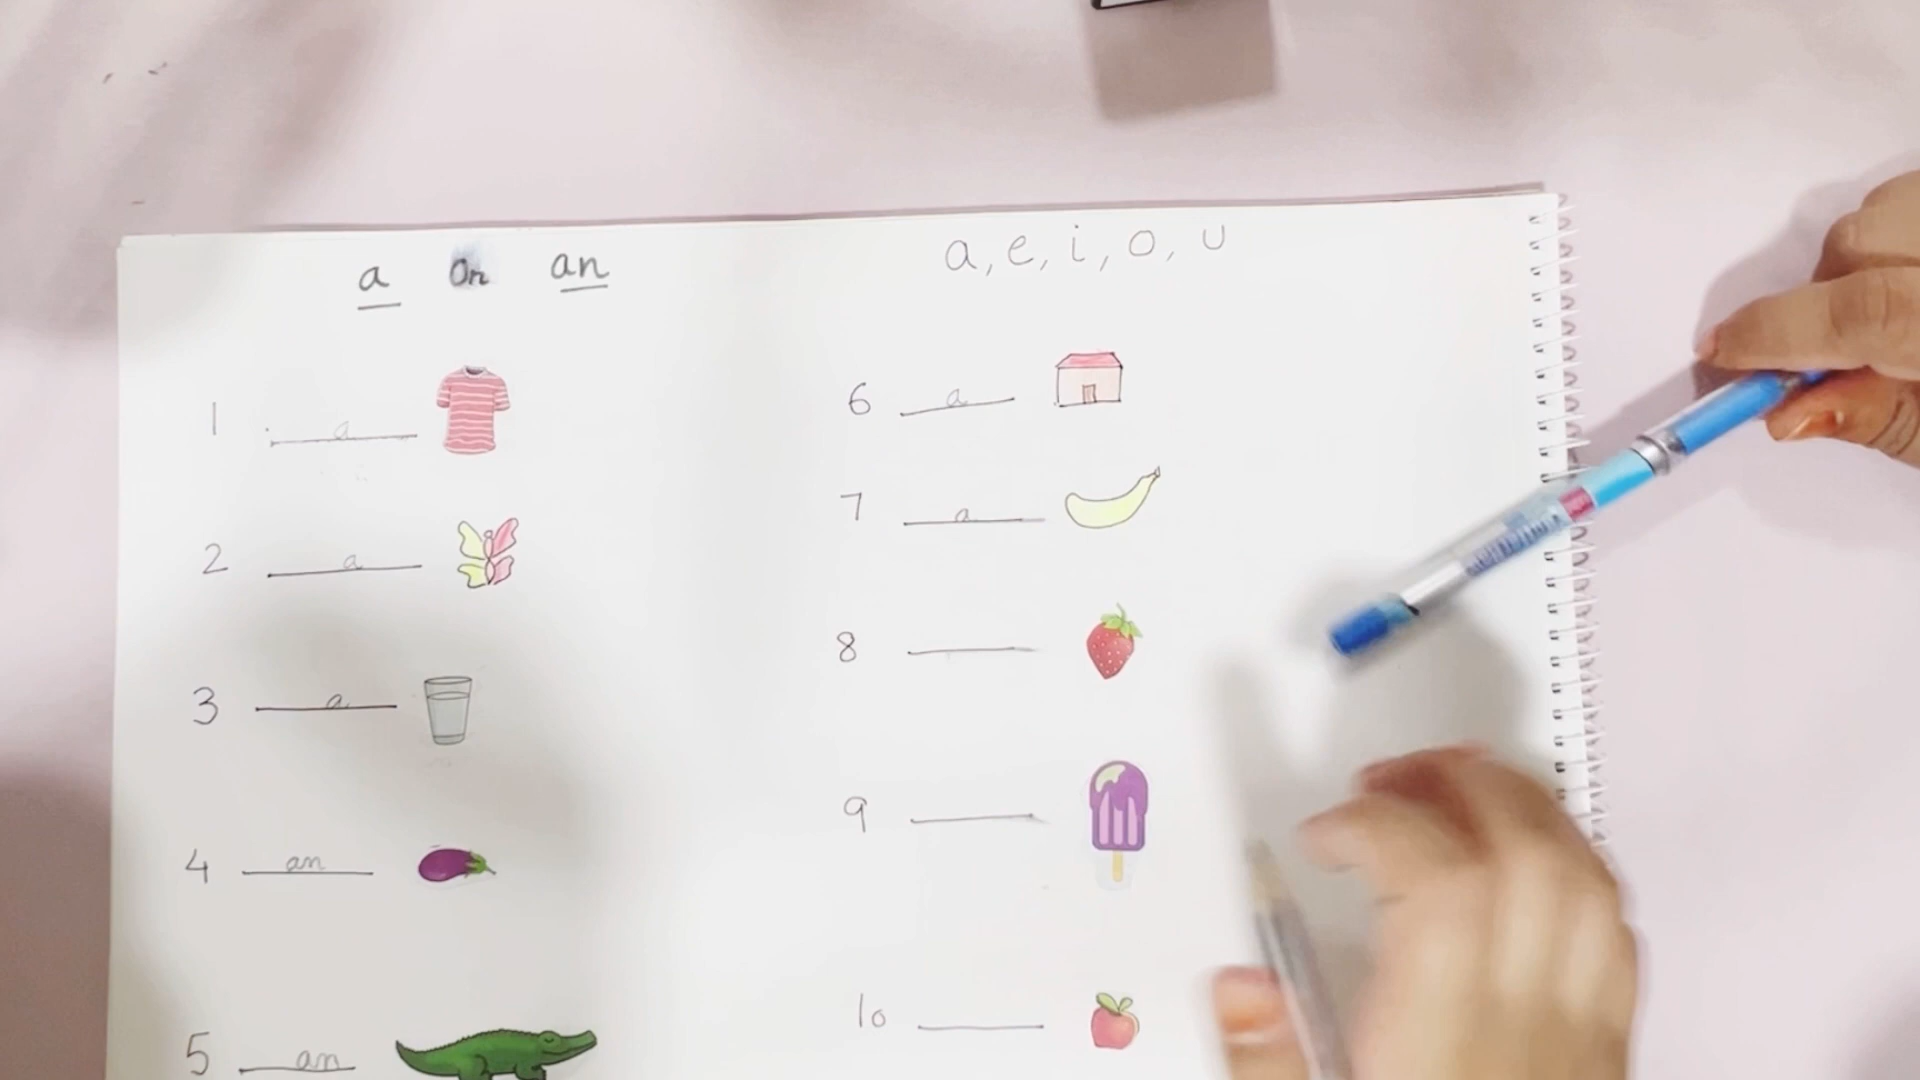 a or an
a, e, i, o, u
1 a
2 a
3 a
4 an
5 an
6 a
7 a
8
9
10